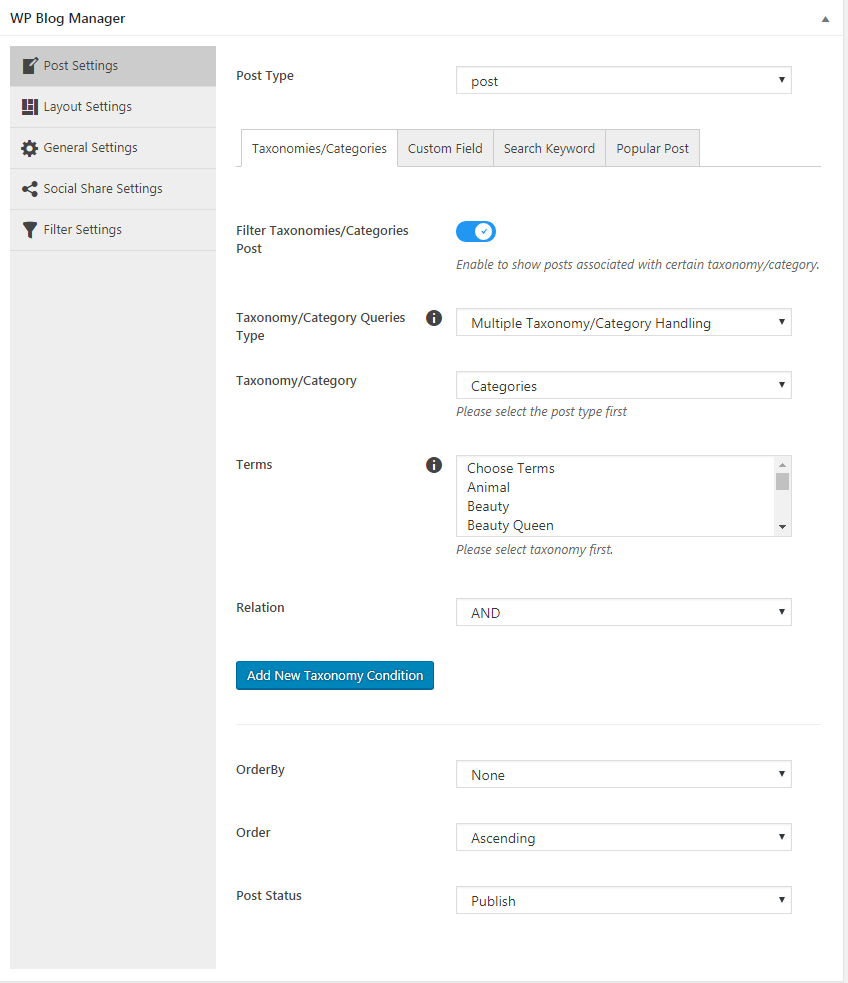 WP Blog Manager
Post Settings
Layout Settings
General Settings
Social Share Settings
Filter Settings
Post Type
post
Taxonomies/Categories
Custom Field
Search Keyword
Popular Post
Filter Taxonomies/Categories
Post
Enable to show posts associated with certain taxonomy/category.
Taxonomy/Category Queries
Type
Multiple Taxonomy/Category Handling
Taxonomy/Category
Categories
Please select the post type first
Terms
Choose Terms
Animal
Beauty
Beauty Queen
Please select taxonomy first.
Relation
AND
Add New Taxonomy Condition
OrderBy
None
Order
Ascending
Post Status
Publish